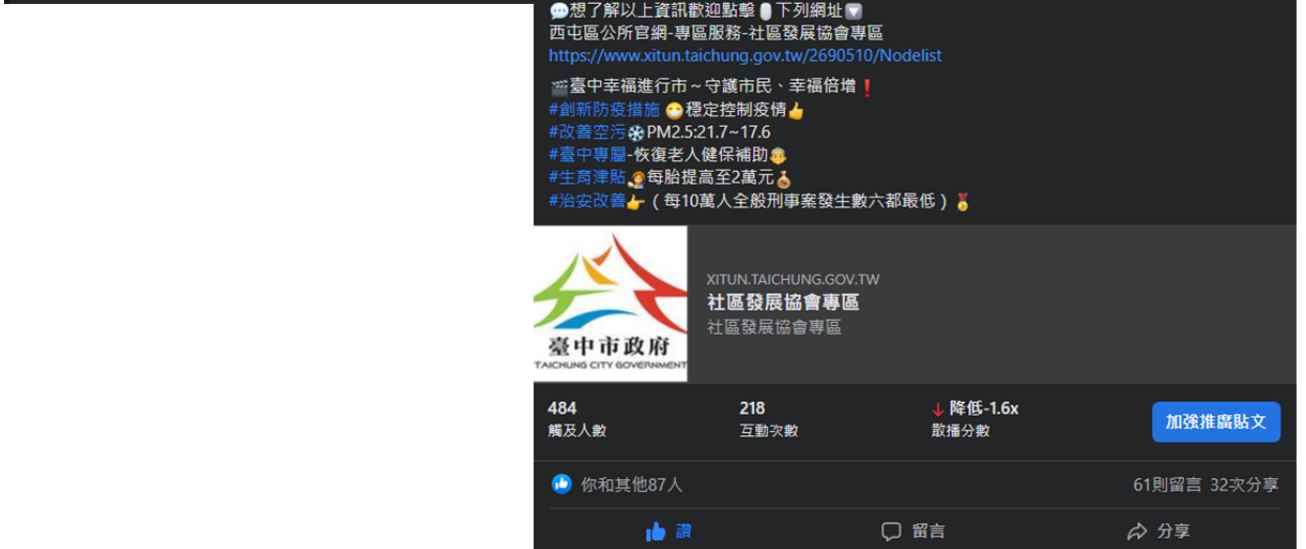 💬想了解以上資訊歡迎點擊🖱下列網址🔽
西屯區公所官網-專區服務-社區發展協會專區
https://www.xitun.taichung.gov.tw/2690510/Nodelist
🎬臺中幸福進行市~守護市民、幸福倍增❗
#創新防疫措施 😷穩定控制疫情👍
#改善空污❄PM2.5:21.7~17.6
#臺中專屬-恢復老人健保補助👵
#生育津貼🤱每胎提高至2萬元💰
#治安改善👉(每10萬人全般刑事案發生數六都最低)🏅
臺中市政府
TAICHUNG CITY GOVERNMENT
XITUN.TAICHUNG.GOV.TW
社區發展協會專區
社區發展協會專區
484 218 ↓降低-1.6x
觸及人數 互動次數 散播分數
加強推廣貼文
你和其他87人 61則留言 32次分享
讚 留言 分享